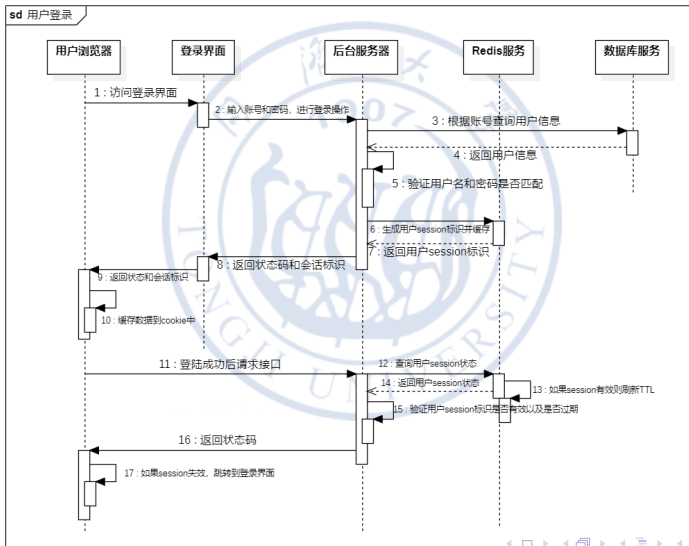 sd 用户登录
用户浏览器
登录界面
后台服务器
Redis服务
数据库服务
1 : 访问登录界面
2 : 输入账号和密码，进行登录操作
3 : 根据账号查询用户信息
4 : 返回用户信息
5 : 验证用户名和密码是否匹配
6 : 生成用户session标识并缓存
7 : 返回用户session标识
8 : 返回状态码和会话标识
9 : 返回状态和会话标识
10 : 缓存数据到cookie中
11 : 登陆成功后请求接口
12 : 查询用户session状态
13 : 如果session有效则刷新TTL
14 : 返回用户session状态
15 : 验证用户session标识是否有效以及是否过期
16 : 返回状态码
17 : 如果session失效，跳转到登录界面
1907
UNIVERSITY